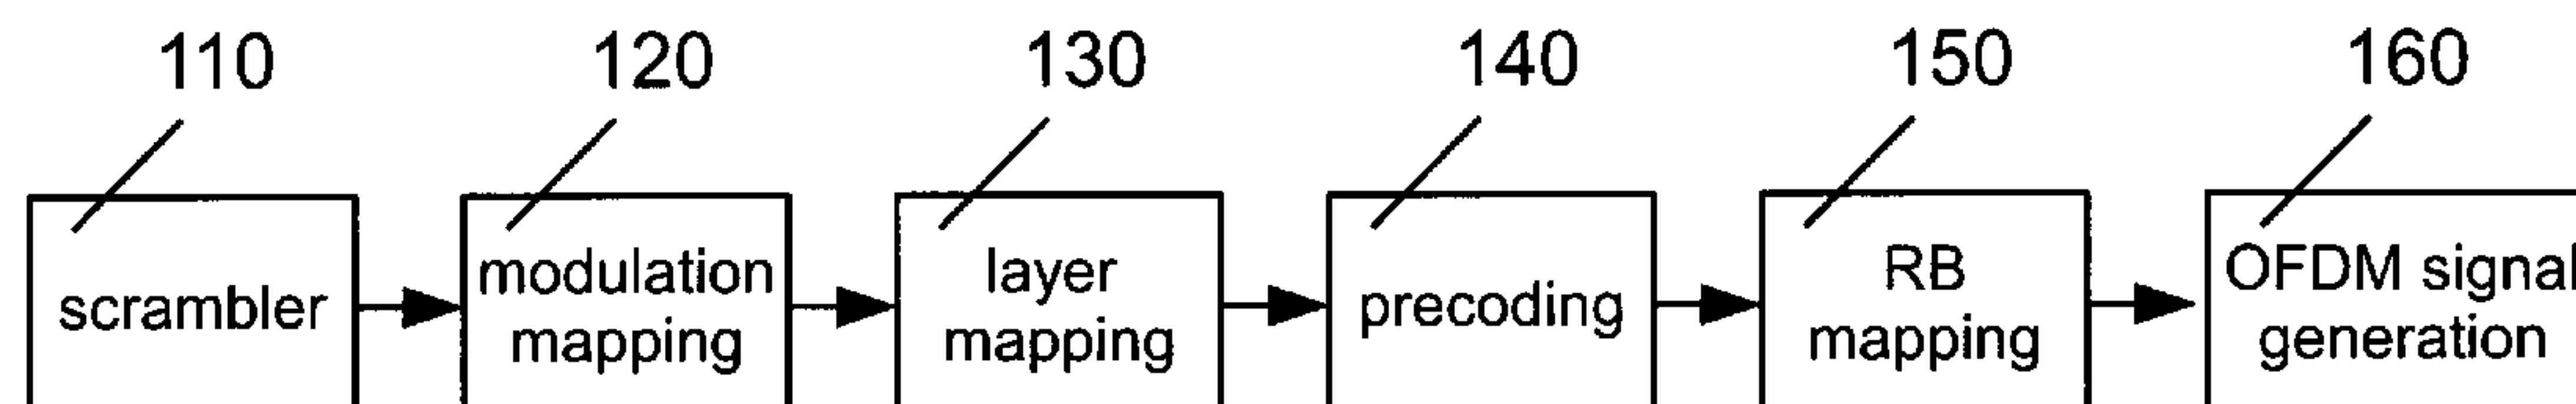 110 120 130 140 150 160
scrambler
modulation
mapping
layer
mapping
precoding
RB
mapping
OFDM signal
generation